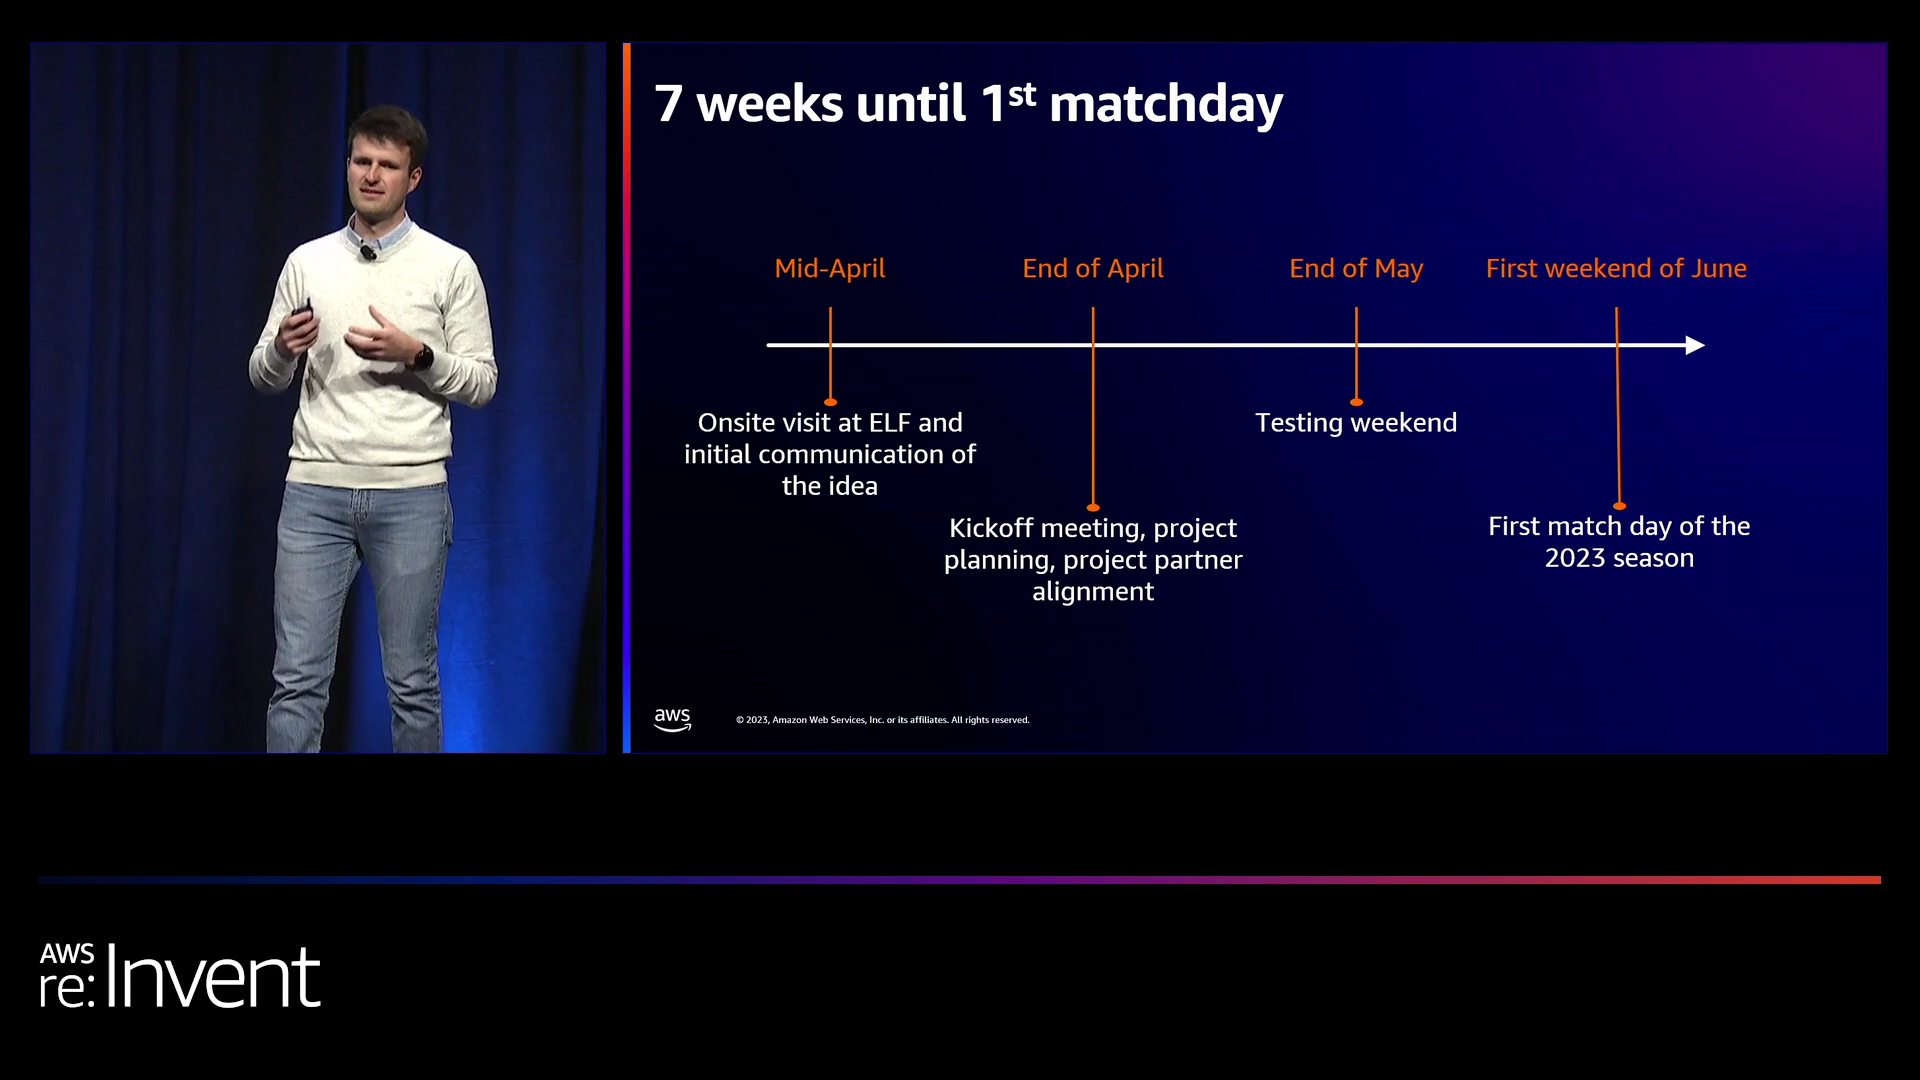 7 weeks until 1st matchday
Mid-April
End of April
End of May
First weekend of June
Onsite visit at ELF and
initial communication of
the idea
Kickoff meeting, project
planning, project partner
alignment
Testing weekend
First match day of the
2023 season
aws
© 2023, Amazon Web Services, Inc. or its affiliates. All rights reserved.
AWS
re:Invent